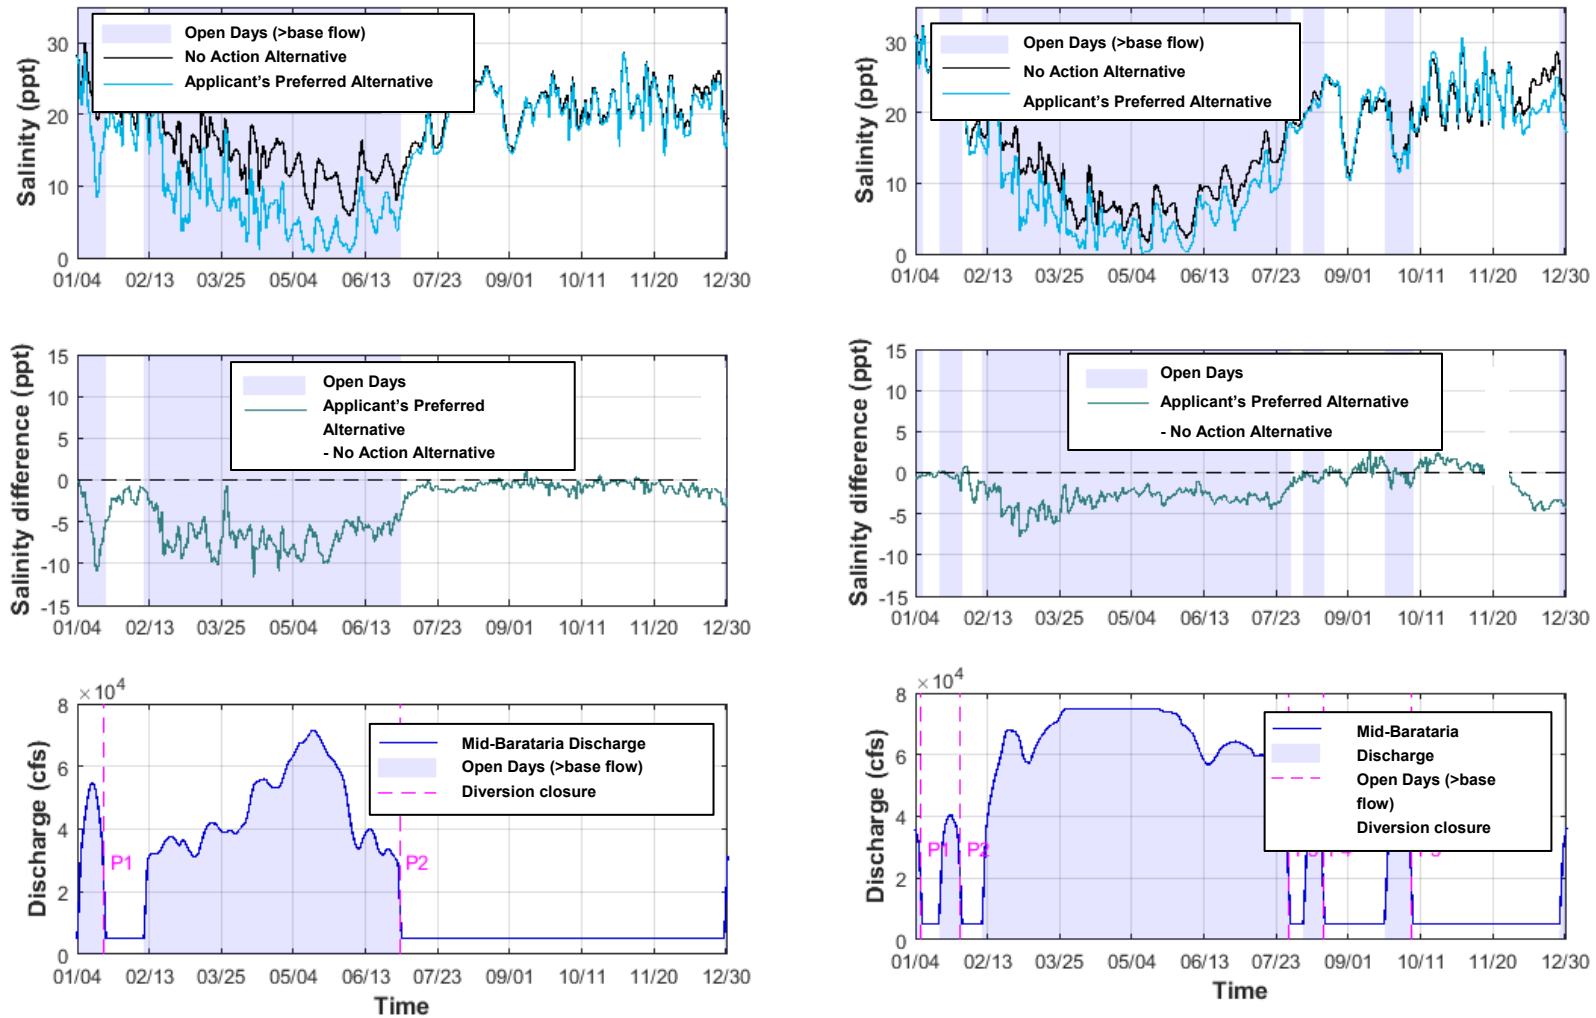 Salinity (ppt)
30
20
10
0
Open Days (>base flow)
No Action Alternative
Applicant's Preferred Alternative
01/04 02/13 03/25 05/04 06/13 07/23 09/01 10/11 11/20 12/30
Salinity (ppt)
30
20
10
0
Open Days (>base flow)
No Action Alternative
Applicant's Preferred Alternative
01/04 02/13 03/25 05/04 06/13 07/23 09/01 10/11 11/20 12/30
Salinity difference (ppt)
15
10
5
0
-5
-10
-15
Open Days
Applicant's Preferred
Alternative
- No Action Alternative
01/04 02/13 03/25 05/04 06/13 07/23 09/01 10/11 11/20 12/30
Salinity difference (ppt)
15
10
5
0
-5
-10
-15
Open Days
Applicant's Preferred Alternative
- No Action Alternative
01/04 02/13 03/25 05/04 06/13 07/23 09/01 10/11 11/20 12/30
Discharge (cfs)
×10⁴
8
6
4
2
0
Mid-Barataria Discharge
Open Days (>base flow)
Diversion closure
P1
P2
01/04 02/13 03/25 05/04 06/13 07/23 09/01 10/11 11/20 12/30
Time
Discharge (cfs)
×10⁴
8
6
4
2
0
Mid-Barataria
Discharge
Open Days (>base
flow)
Diversion closure
P1
P2
01/04 02/13 03/25 05/04 06/13 07/23 09/01 10/11 11/20 12/30
Time